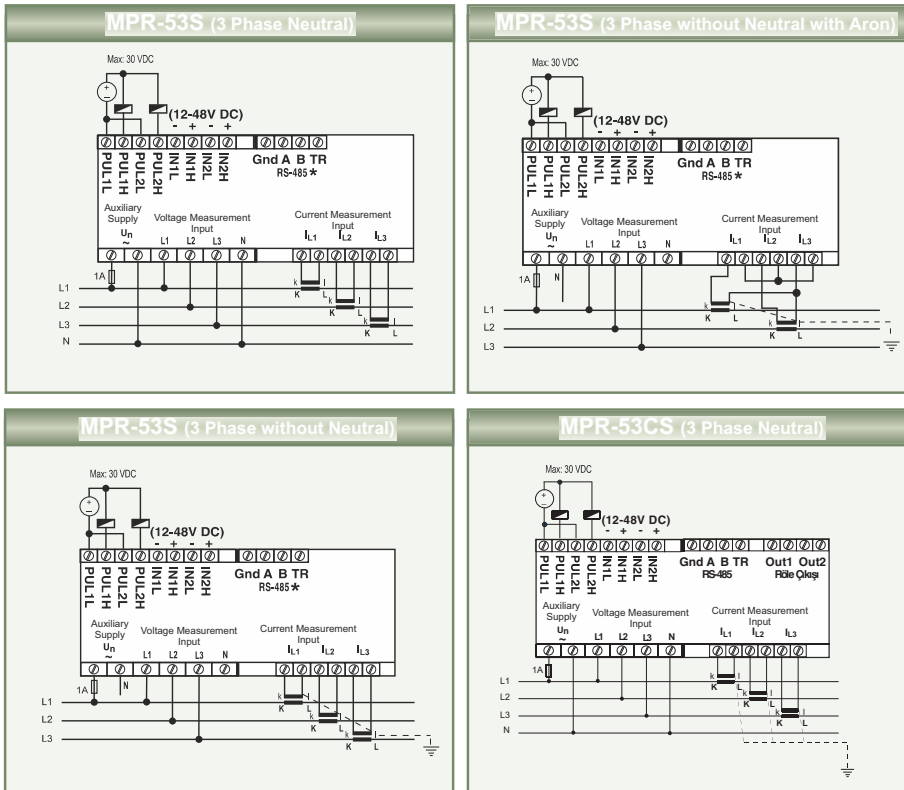 MPR-53S (3 Phase Neutral)
Max: 30 VDC
+
−
(12-48V DC)
- + - +
PUL1L PUL1H PUL2L PUL2H IN1L IN1H IN2L IN2H
Gnd A B TR
RS-485 *
Auxiliary Supply
Voltage Measurement Input
Current Measurement Input
Un ~ L1 L2 L3 N IL1 IL2 IL3
1A
L1 k l
K L
L2 k l
K L
L3 k l
K L
N
MPR-53S (3 Phase without Neutral with Aron)
Max: 30 VDC
+
−
(12-48V DC)
- + - +
PUL1L PUL1H PUL2L PUL2H IN1L IN1H IN2L IN2H
Gnd A B TR
RS-485 *
Auxiliary Supply
Voltage Measurement Input
Current Measurement Input
Un ~ L1 L2 L3 N IL1 IL2 IL3
1A N
L1 k l
K L
L2 k l
K L
L3
MPR-53S (3 Phase without Neutral)
Max: 30 VDC
+
−
(12-48V DC)
- + - +
PUL1L PUL1H PUL2L PUL2H IN1L IN1H IN2L IN2H
Gnd A B TR
RS-485 *
Auxiliary Supply
Voltage Measurement Input
Current Measurement Input
Un ~ L1 L2 L3 N IL1 IL2 IL3
1A N
L1 k l
K L
L2 k l
K L
L3 k l
K L
MPR-53CS (3 Phase Neutral)
Max: 30 VDC
+
−
(12-48V DC)
- + - +
PUL1L PUL1H PUL2L PUL2H IN1L IN1H IN2L IN2H
Gnd A B TR Out1 Out2
RS-485 Röle Çıkışı
Auxiliary Supply
Voltage Measurement Input
Current Measurement Input
Un ~ L1 L2 L3 N IL1 IL2 IL3
1A
L1 k l
K L
L2 k l
K L
L3 k l
K L
N